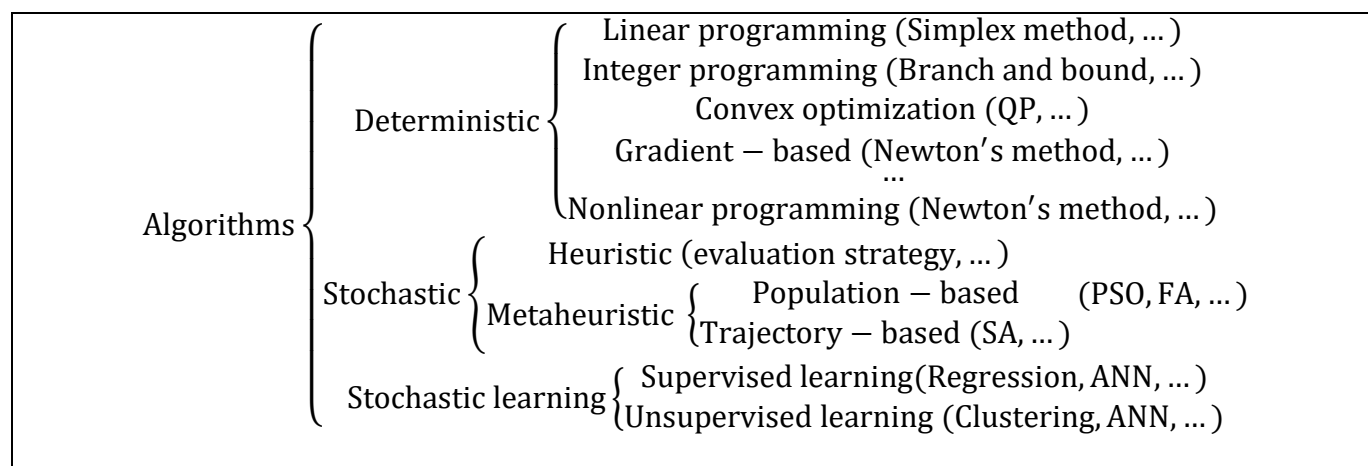 Linear programming (Simplex method, …)
Integer programming (Branch and bound, …)
Convex optimization (QP, …)
Deterministic
Gradient − based (Newton′s method, …)
…
Nonlinear programming (Newton′s method, …)
Algorithms
Heuristic (evaluation strategy, …)
Stochastic
Population − based (PSO, FA, …)
Metaheuristic
Trajectory − based (SA, …)
Supervised learning(Regression, ANN, …)
Stochastic learning
Unsupervised learning (Clustering, ANN, …)